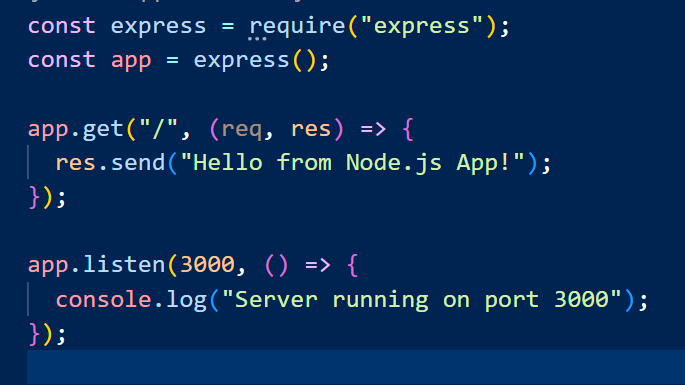 const express = require("express");
const app = express();
app.get("/", (req, res) => {
res.send("Hello from Node.js App!");
});
app.listen(3000, () => {
console.log("Server running on port 3000");
});